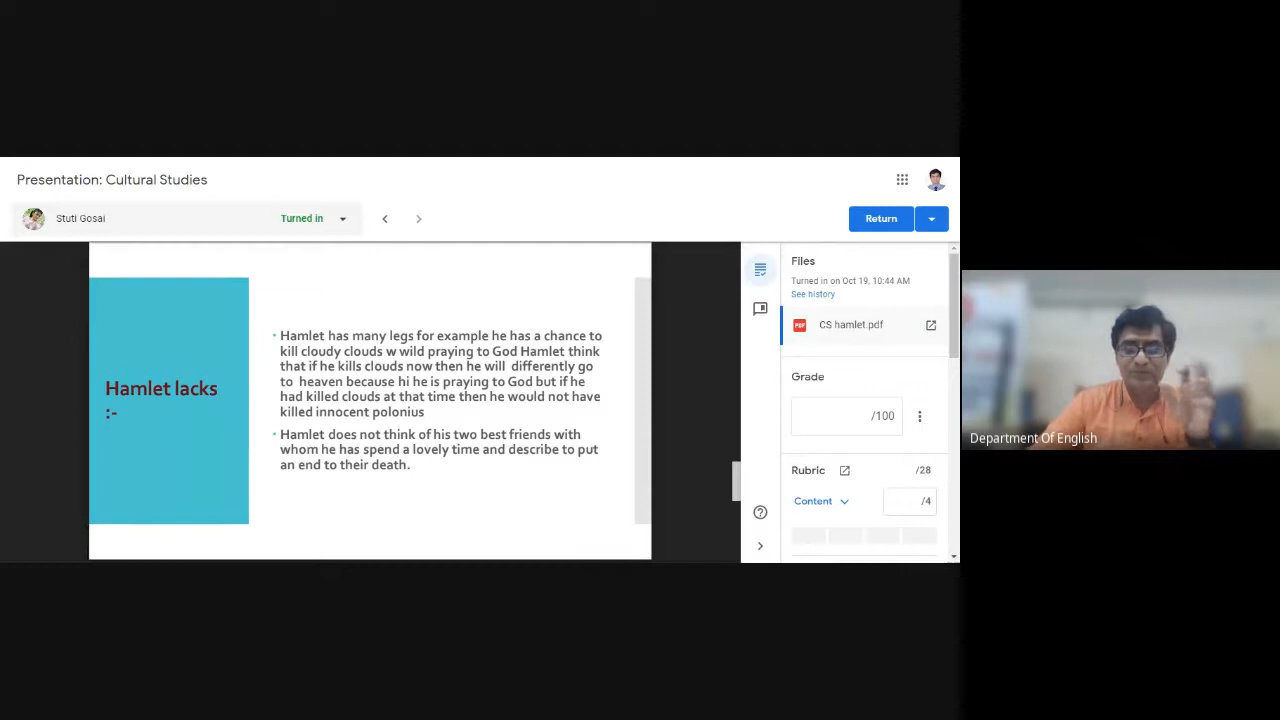 Presentation: Cultural Studies
Stuti Gosai
Turned in
Return
Hamlet lacks
:-
• Hamlet has many legs for example he has a chance to
kill cloudy clouds w wild praying to God Hamlet think
that if he kills clouds now then he will differently go
to heaven because hi he is praying to God but if he
had killed clouds at that time then he would not have
killed innocent polonius
• Hamlet does not think of his two best friends with
whom he has spend a lovely time and describe to put
an end to their death.
Files
Turned in on Oct 19, 10:44 AM
See history
PDF
CS hamlet.pdf
Grade
/100
Rubric
/28
Content
/4
Department Of English